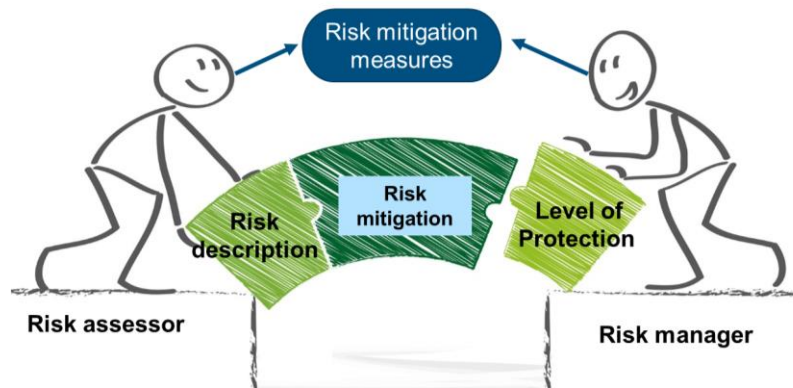 Risk mitigation
measures
Risk
description
Risk
mitigation
Level of
Protection
Risk assessor
Risk manager